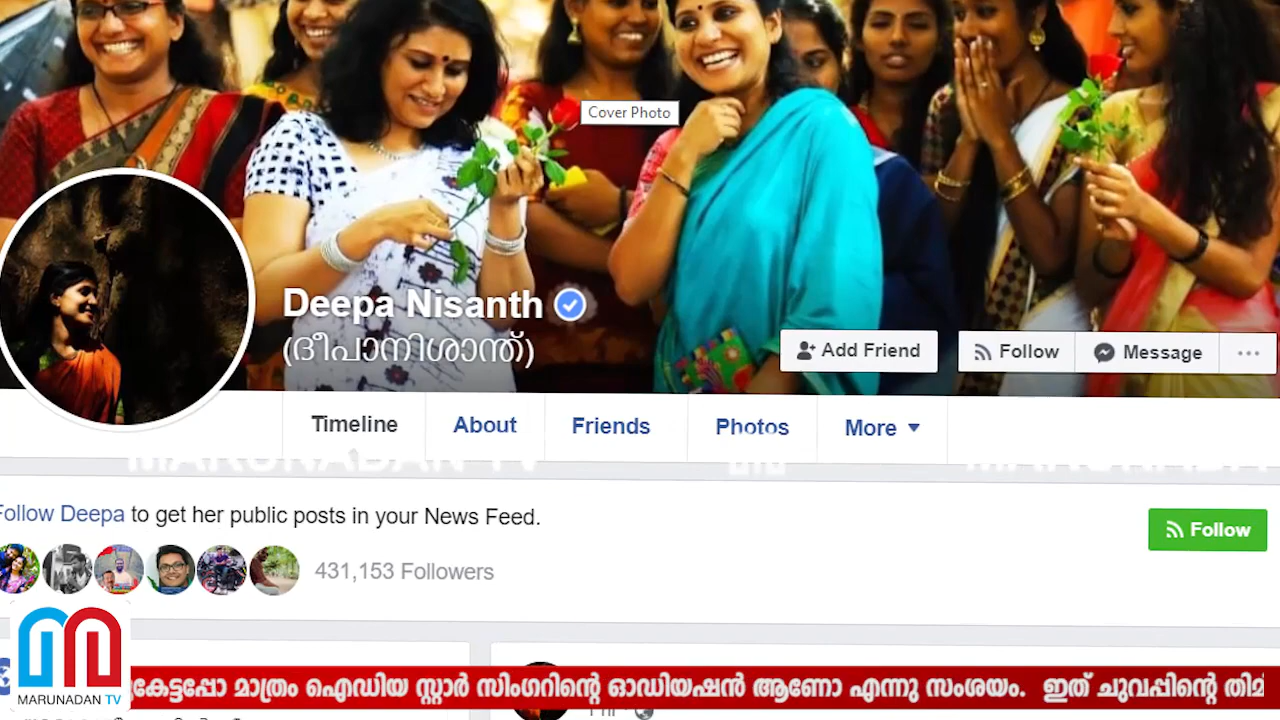 Cover Photo
Deepa Nisanth
(ദീപാനിശാന്ത്)
Add Friend
Follow
Message
Timeline
About
Friends
Photos
More
MARUNADAN TV
Follow Deepa to get her public posts in your News Feed.
Follow
431,153 Followers
MARUNADAN TV
മാത്രം ഐഡിയ സ്റ്റാർ സിംഗറിന്റെ ഓഡിയഷൻ ആണോ എന്നു സംശയം. ഇത് ചുവപ്പിന്റെ